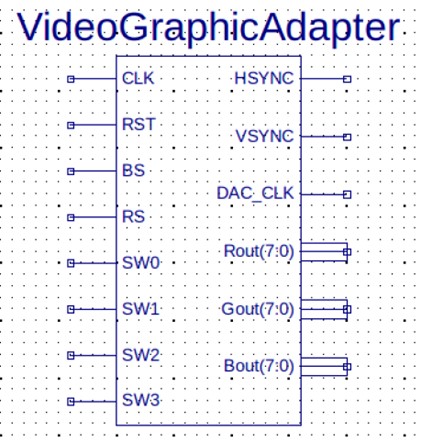 VideoGraphicAdapter
CLK
HSYNC
RST
VSYNC
BS
DAC_CLK
RS
Rout(7:0)
SW0
SW1
Gout(7:0)
SW2
Bout(7:0)
SW3